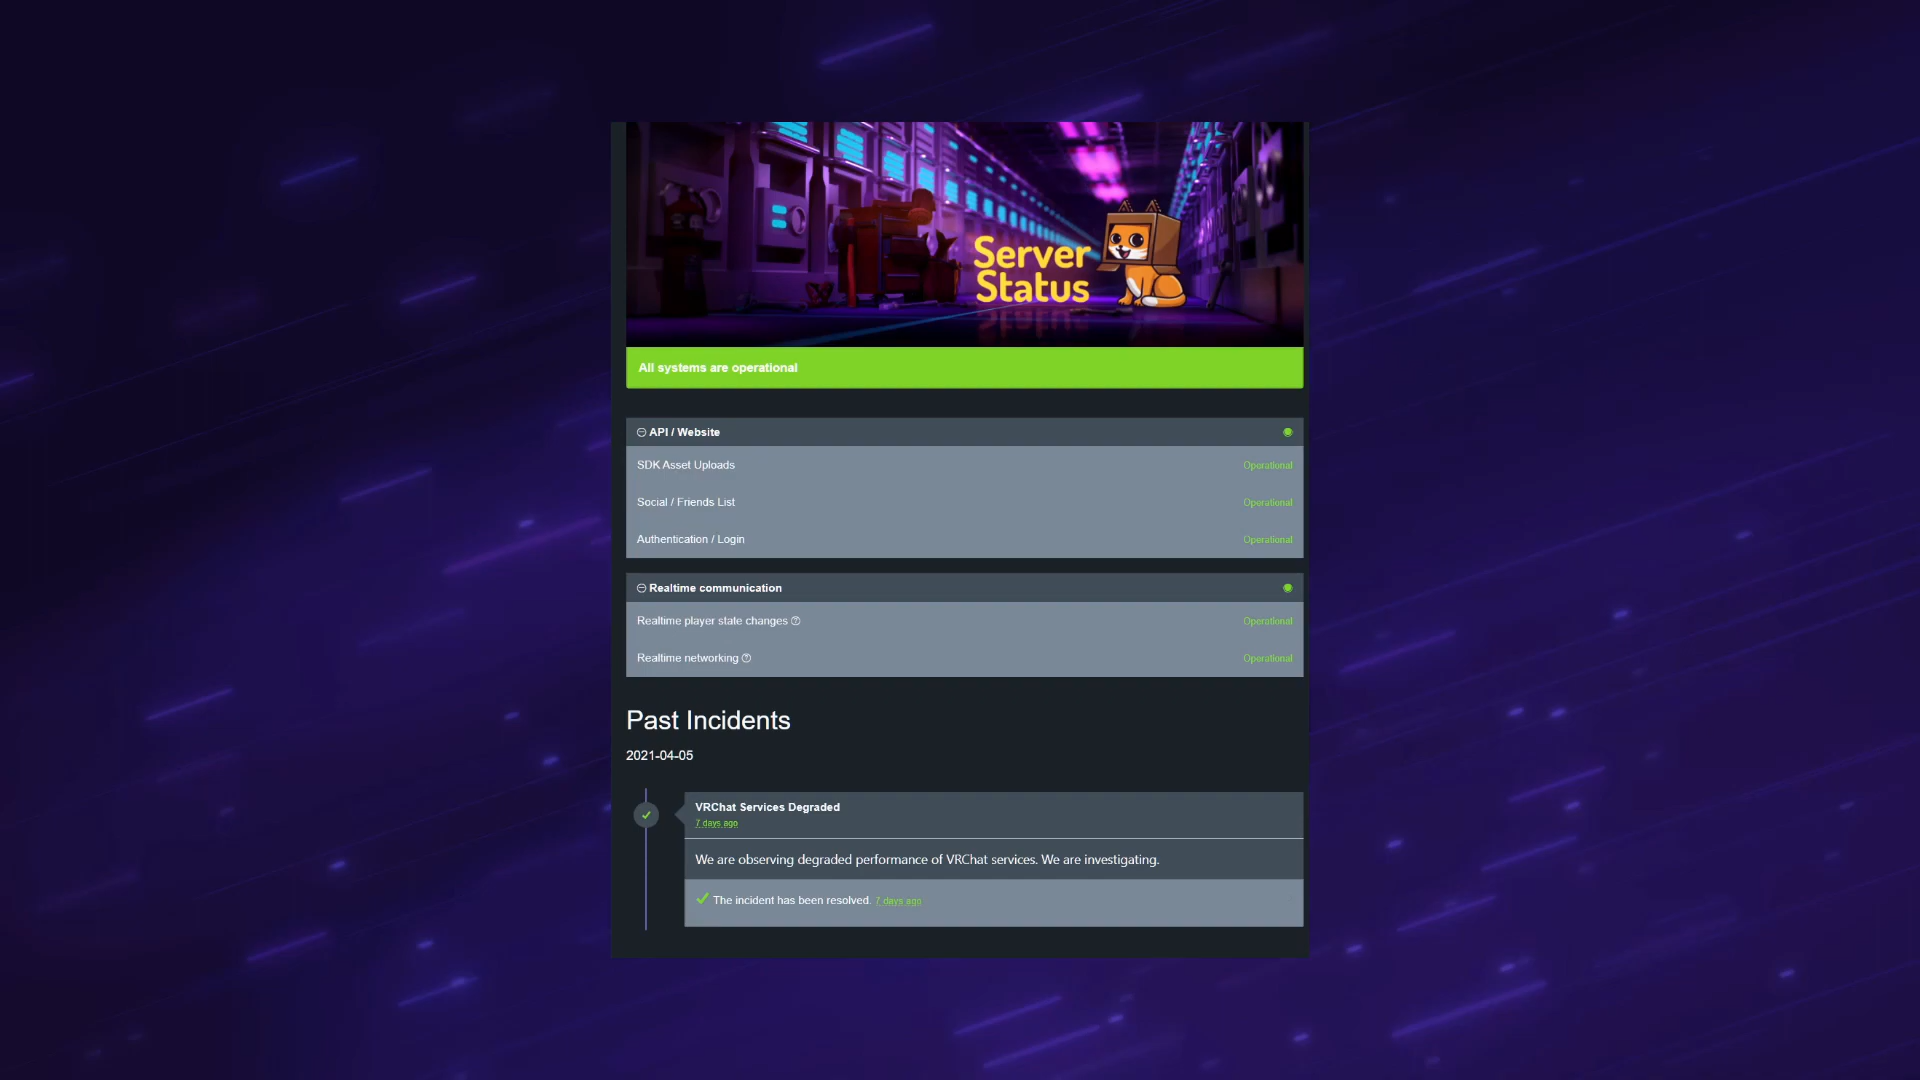 Server
Status
All systems are operational
API / Website
SDK Asset Uploads
Operational
Social / Friends List
Operational
Authentication / Login
Operational
Realtime communication
Realtime player state changes
Operational
Realtime networking
Operational
Past Incidents
2021-04-05
VRChat Services Degraded
7 days ago
We are observing degraded performance of VRChat services. We are investigating.
The incident has been resolved. 7 days ago